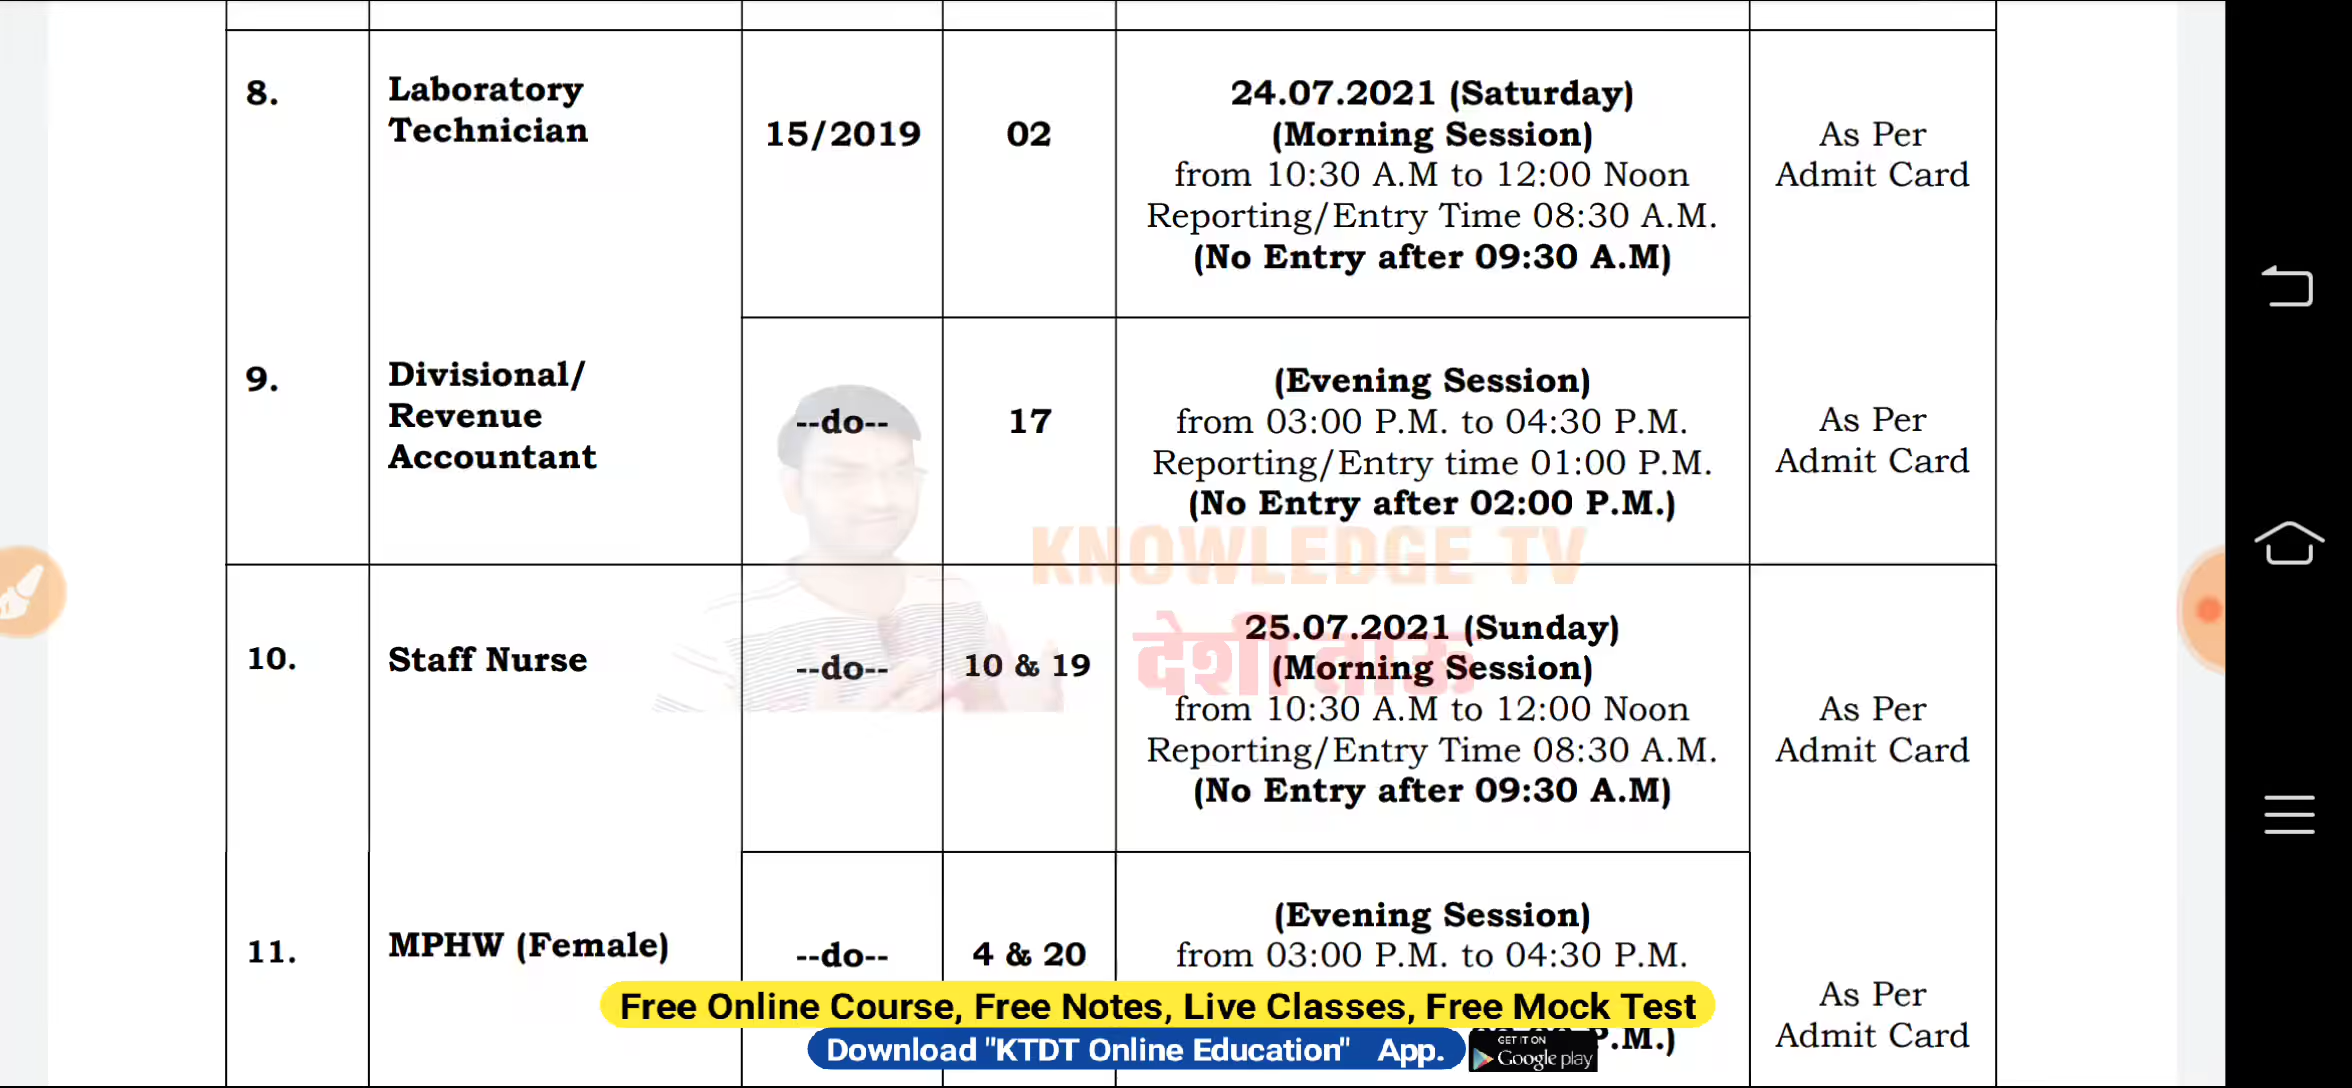 8.
Laboratory
Technician
15/2019
02
24.07.2021 (Saturday)
(Morning Session)
from 10:30 A.M to 12:00 Noon
Reporting/Entry Time 08:30 A.M.
(No Entry after 09:30 A.M)
As Per
Admit Card
9.
Divisional/
Revenue
Accountant
--do--
17
(Evening Session)
from 03:00 P.M. to 04:30 P.M.
Reporting/Entry time 01:00 P.M.
(No Entry after 02:00 P.M.)
As Per
Admit Card
KNOWLEDGE TV
देशी ताऊ
10.
Staff Nurse
--do--
10 & 19
25.07.2021 (Sunday)
(Morning Session)
from 10:30 A.M to 12:00 Noon
Reporting/Entry Time 08:30 A.M.
(No Entry after 09:30 A.M)
As Per
Admit Card
11.
MPHW (Female)
--do--
4 & 20
(Evening Session)
from 03:00 P.M. to 04:30 P.M.
P.M.)
As Per
Admit Card
Free Online Course, Free Notes, Live Classes, Free Mock Test
Download "KTDT Online Education" App.
GET IT ON
Google play